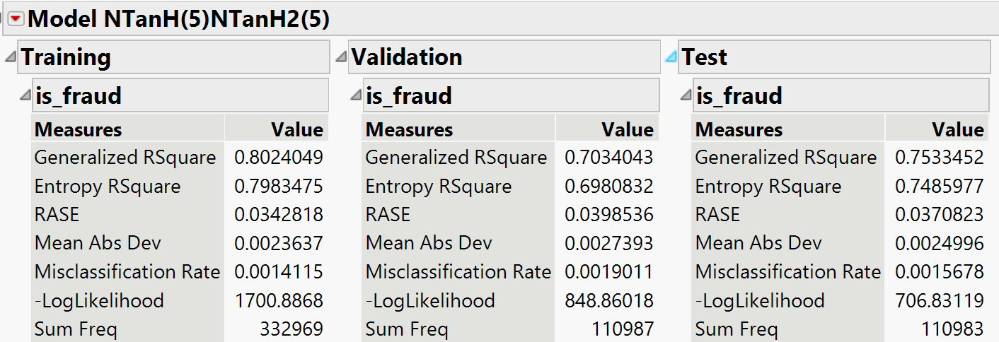 Model NTanH(5)NTanH2(5)
Training
is_fraud
Measures Value
Generalized RSquare 0.8024049
Entropy RSquare 0.7983475
RASE 0.0342818
Mean Abs Dev 0.0023637
Misclassification Rate 0.0014115
-LogLikelihood 1700.8868
Sum Freq 332969
Validation
is_fraud
Measures Value
Generalized RSquare 0.7034043
Entropy RSquare 0.6980832
RASE 0.0398536
Mean Abs Dev 0.0027393
Misclassification Rate 0.0019011
-LogLikelihood 848.86018
Sum Freq 110987
Test
is_fraud
Measures Value
Generalized RSquare 0.7533452
Entropy RSquare 0.7485977
RASE 0.0370823
Mean Abs Dev 0.0024996
Misclassification Rate 0.0015678
-LogLikelihood 706.83119
Sum Freq 110983